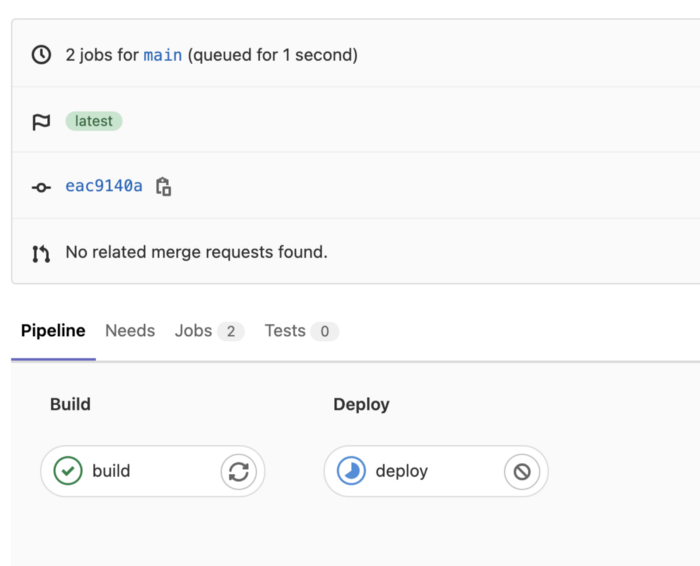 2 jobs for main (queued for 1 second)
latest
eac9140a
No related merge requests found.
Pipeline Needs Jobs 2 Tests 0
Build Deploy
build deploy